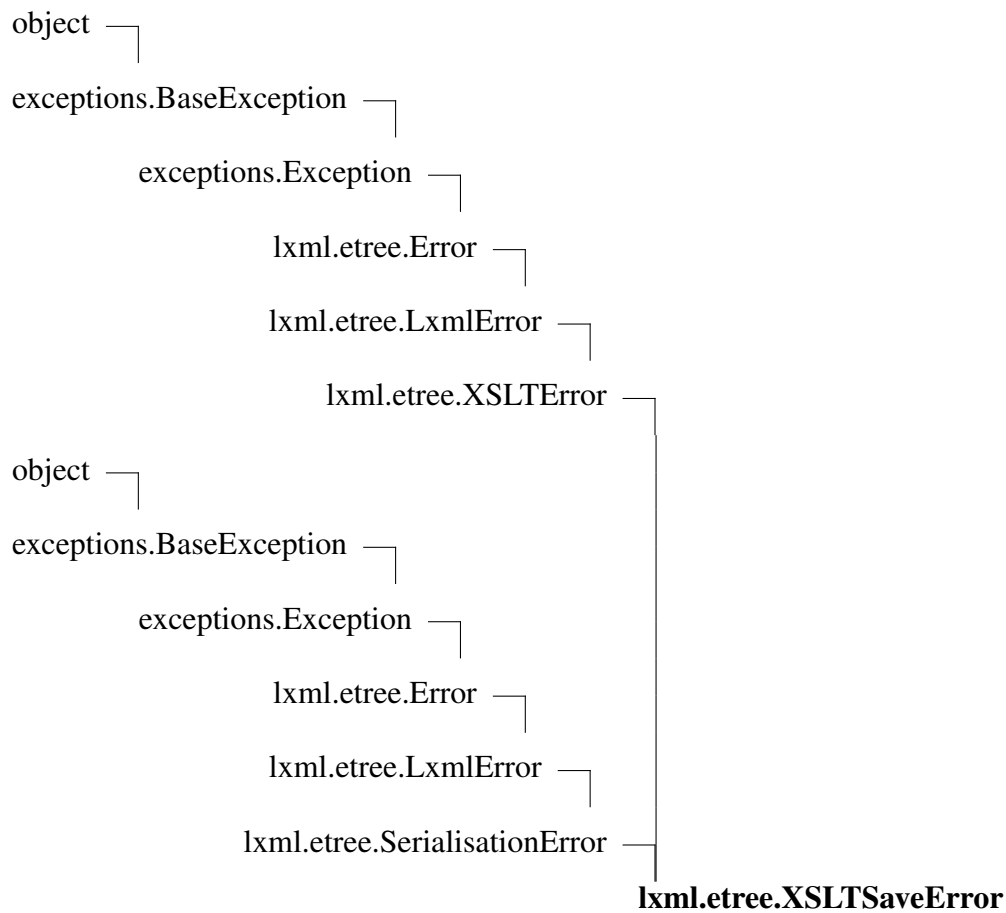 object
exceptions.BaseException
exceptions.Exception
lxml.etree.Error
lxml.etree.LxmlError
lxml.etree.XSLTError
object
exceptions.BaseException
exceptions.Exception
lxml.etree.Error
lxml.etree.LxmlError
lxml.etree.SerialisationError
lxml.etree.XSLTSaveError